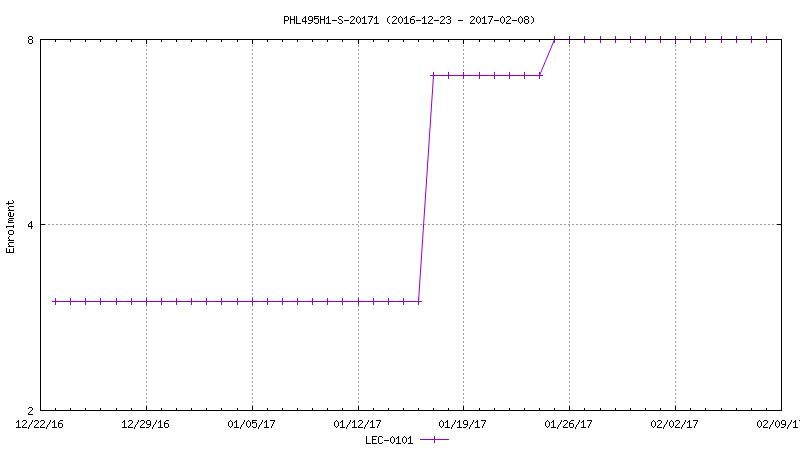 PHL495H1-S-20171 (2016-12-23 - 2017-02-08)
8
4
2
Enrolment
12/22/16 12/29/16 01/05/17 01/12/17 01/19/17 01/26/17 02/02/17 02/09/1
LEC-0101